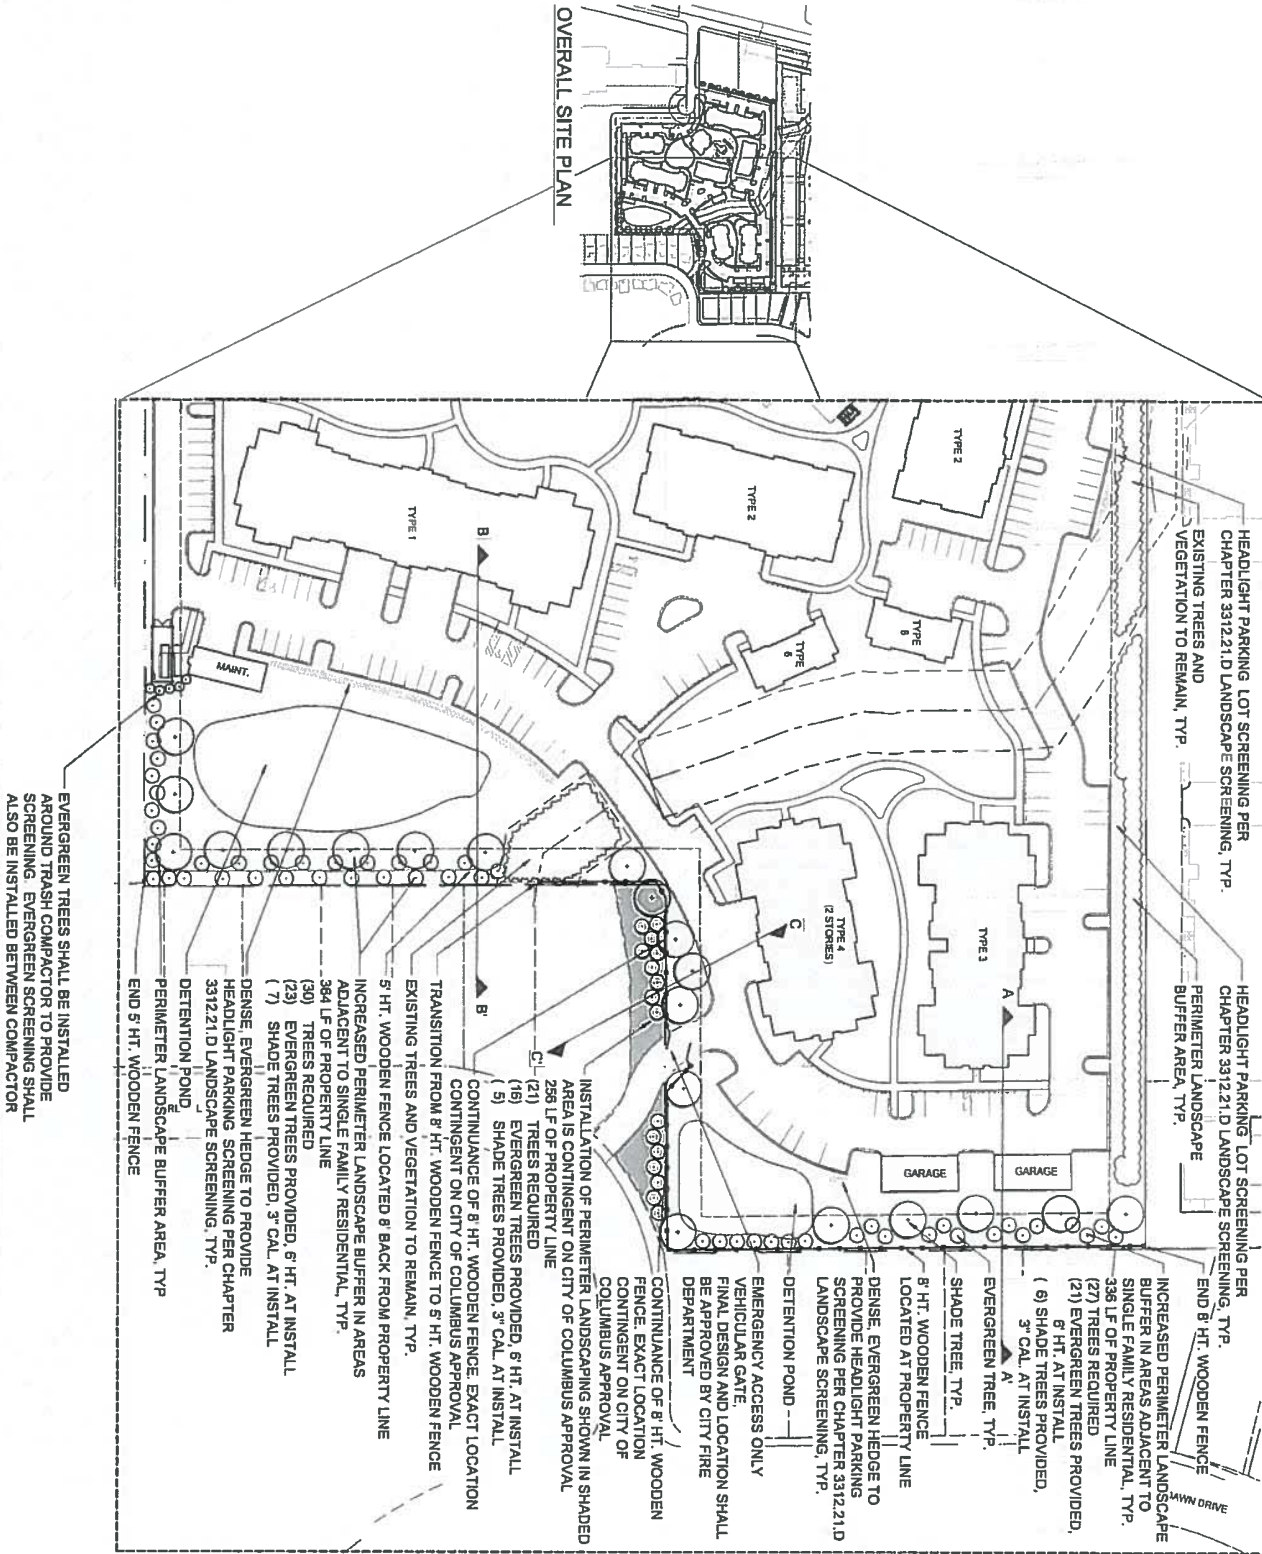 OVERALL SITE PLAN
HEADLIGHT PARKING LOT SCREENING PER
CHAPTER 3312.21.D LANDSCAPE SCREENING, TYP.
EXISTING TREES AND
VEGETATION TO REMAIN, TYP.
HEADLIGHT PARKING LOT SCREENING PER
CHAPTER 3312.21.D LANDSCAPE SCREENING, TYP.
PERIMETER LANDSCAPE
BUFFER AREA, TYP.
END 8' HT. WOODEN FENCE
INCREASED PERIMETER LANDSCAPE
BUFFER IN AREAS ADJACENT TO
SINGLE FAMILY RESIDENTIAL, TYP.
336 LF OF PROPERTY LINE
(27) TREES REQUIRED
(21) EVERGREEN TREES PROVIDED,
6' HT. AT INSTALL
( 6) SHADE TREES PROVIDED,
3" CAL. AT INSTALL
EVERGREEN TREE, TYP.
SHADE TREE, TYP.
8' HT. WOODEN FENCE
LOCATED AT PROPERTY LINE
DENSE, EVERGREEN HEDGE TO
PROVIDE HEADLIGHT PARKING
SCREENING PER CHAPTER 3312.21.D
LANDSCAPE SCREENING, TYP.
DETENTION POND
EMERGENCY ACCESS ONLY
VEHICULAR GATE,
FINAL DESIGN AND LOCATION SHALL
BE APPROVED BY CITY FIRE
DEPARTMENT
CONTINUANCE OF 8' HT. WOODEN
FENCE. EXACT LOCATION
CONTINGENT ON CITY OF
COLUMBUS APPROVAL
INSTALLATION OF PERIMETER LANDSCAPING SHOWN IN SHADED
AREA IS CONTINGENT ON CITY OF COLUMBUS APPROVAL
256 LF OF PROPERTY LINE
(21) TREES REQUIRED
(16) EVERGREEN TREES PROVIDED, 6' HT. AT INSTALL
( 5) SHADE TREES PROVIDED, 3" CAL. AT INSTALL
CONTINUANCE OF 8' HT. WOODEN FENCE. EXACT LOCATION
CONTINGENT ON CITY OF COLUMBUS APPROVAL
TRANSITION FROM 8' HT. WOODEN FENCE TO 5' HT. WOODEN FENCE
EXISTING TREES AND VEGETATION TO REMAIN, TYP.
5' HT. WOODEN FENCE LOCATED 8' BACK FROM PROPERTY LINE
INCREASED PERIMETER LANDSCAPE BUFFER IN AREAS
ADJACENT TO SINGLE FAMILY RESIDENTIAL, TYP.
364 LF OF PROPERTY LINE
(30) TREES REQUIRED
(23) EVERGREEN TREES PROVIDED, 6' HT. AT INSTALL
( 7) SHADE TREES PROVIDED, 3" CAL. AT INSTALL
DENSE, EVERGREEN HEDGE TO PROVIDE
HEADLIGHT PARKING SCREENING PER CHAPTER
3312.21.D LANDSCAPE SCREENING, TYP.
DETENTION POND
PERIMETER LANDSCAPE BUFFER AREA, TYP
END 5' HT. WOODEN FENCE
EVERGREEN TREES SHALL BE INSTALLED
AROUND TRASH COMPACTOR TO PROVIDE
SCREENING. EVERGREEN SCREENING SHALL
ALSO BE INSTALLED BETWEEN COMPACTOR
TYPE 2
TYPE 2
TYPE 1
TYPE 6
TYPE
TYPE 3
TYPE 4
(2 STORIES)
GARAGE
GARAGE
MAINT.
A
A'
B
B'
C
C'
RL
DAWN DRIVE